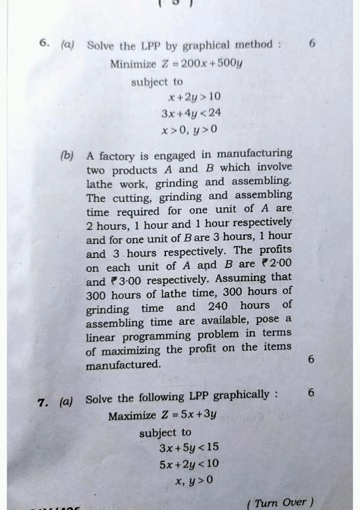 ( 5 )
6. (a) Solve the LPP by graphical method : 6
Minimize Z = 200x + 500y
subject to
x + 2y > 10
3x + 4y < 24
x > 0, y > 0
(b) A factory is engaged in manufacturing
two products A and B which involve
lathe work, grinding and assembling.
The cutting, grinding and assembling
time required for one unit of A are
2 hours, 1 hour and 1 hour respectively
and for one unit of B are 3 hours, 1 hour
and 3 hours respectively. The profits
on each unit of A and B are ₹ 2·00
and ₹ 3·00 respectively. Assuming that
300 hours of lathe time, 300 hours of
grinding time and 240 hours of
assembling time are available, pose a
linear programming problem in terms
of maximizing the profit on the items
manufactured. 6
7. (a) Solve the following LPP graphically : 6
Maximize Z = 5x + 3y
subject to
3x + 5y < 15
5x + 2y < 10
x, y > 0
( Turn Over )